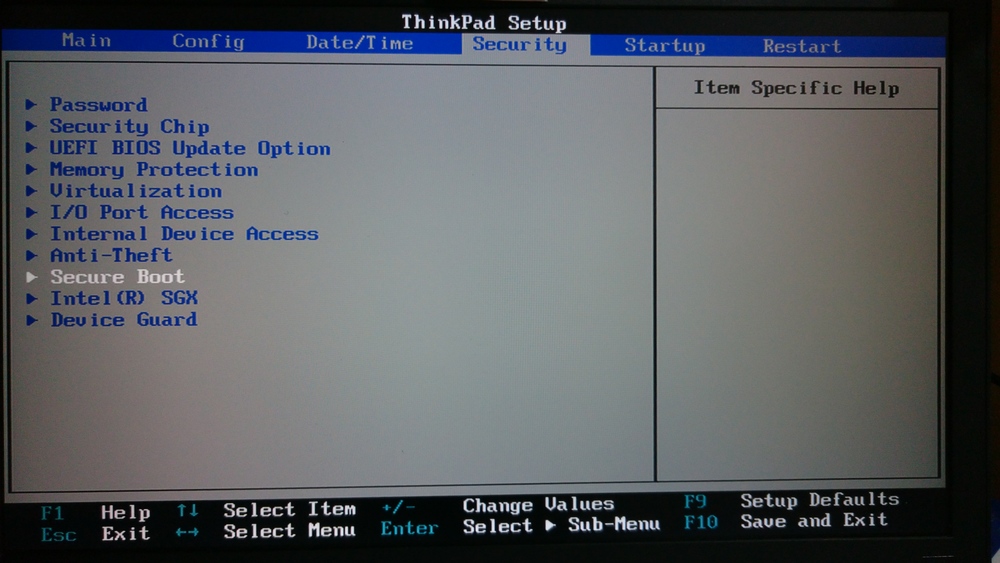 ThinkPad Setup
Main Config Date/Time Security Startup Restart
Item Specific Help
▶ Password
▶ Security Chip
▶ UEFI BIOS Update Option
▶ Memory Protection
▶ Virtualization
▶ I/O Port Access
▶ Internal Device Access
▶ Anti-Theft
▶ Secure Boot
▶ Intel(R) SGX
▶ Device Guard
F1 Help ↑↓ Select Item +/- Change Values F9 Setup Defaults
Esc Exit ←→ Select Menu Enter Select ▶ Sub-Menu F10 Save and Exit